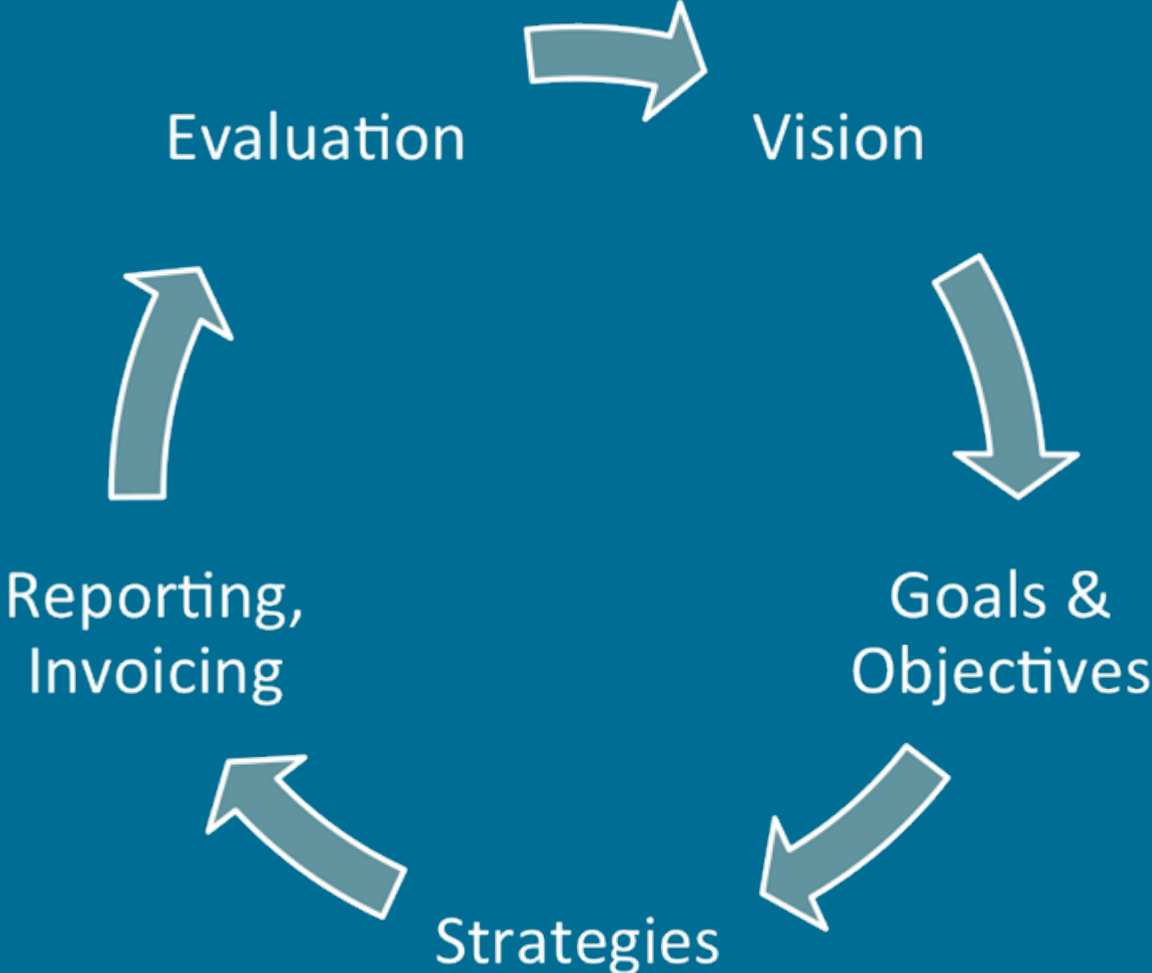 Evaluation
Vision
Goals &
Objectives
Strategies
Reporting,
Invoicing